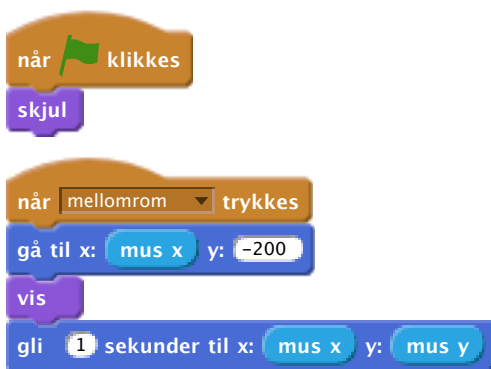 når klikkes
skjul
når mellomrom trykkes
gå til x: mus x y: -200
vis
gli 1 sekunder til x: mus x y: mus y